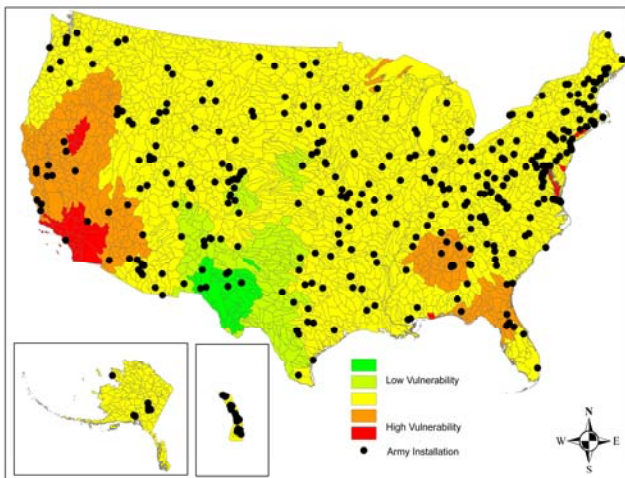 Low Vulnerability
High Vulnerability
Army Installation
N
W E
S